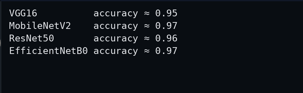 VGG16          accuracy ≈ 0.95
MobileNetV2    accuracy ≈ 0.97
ResNet50       accuracy ≈ 0.96
EfficientNetB0 accuracy ≈ 0.97